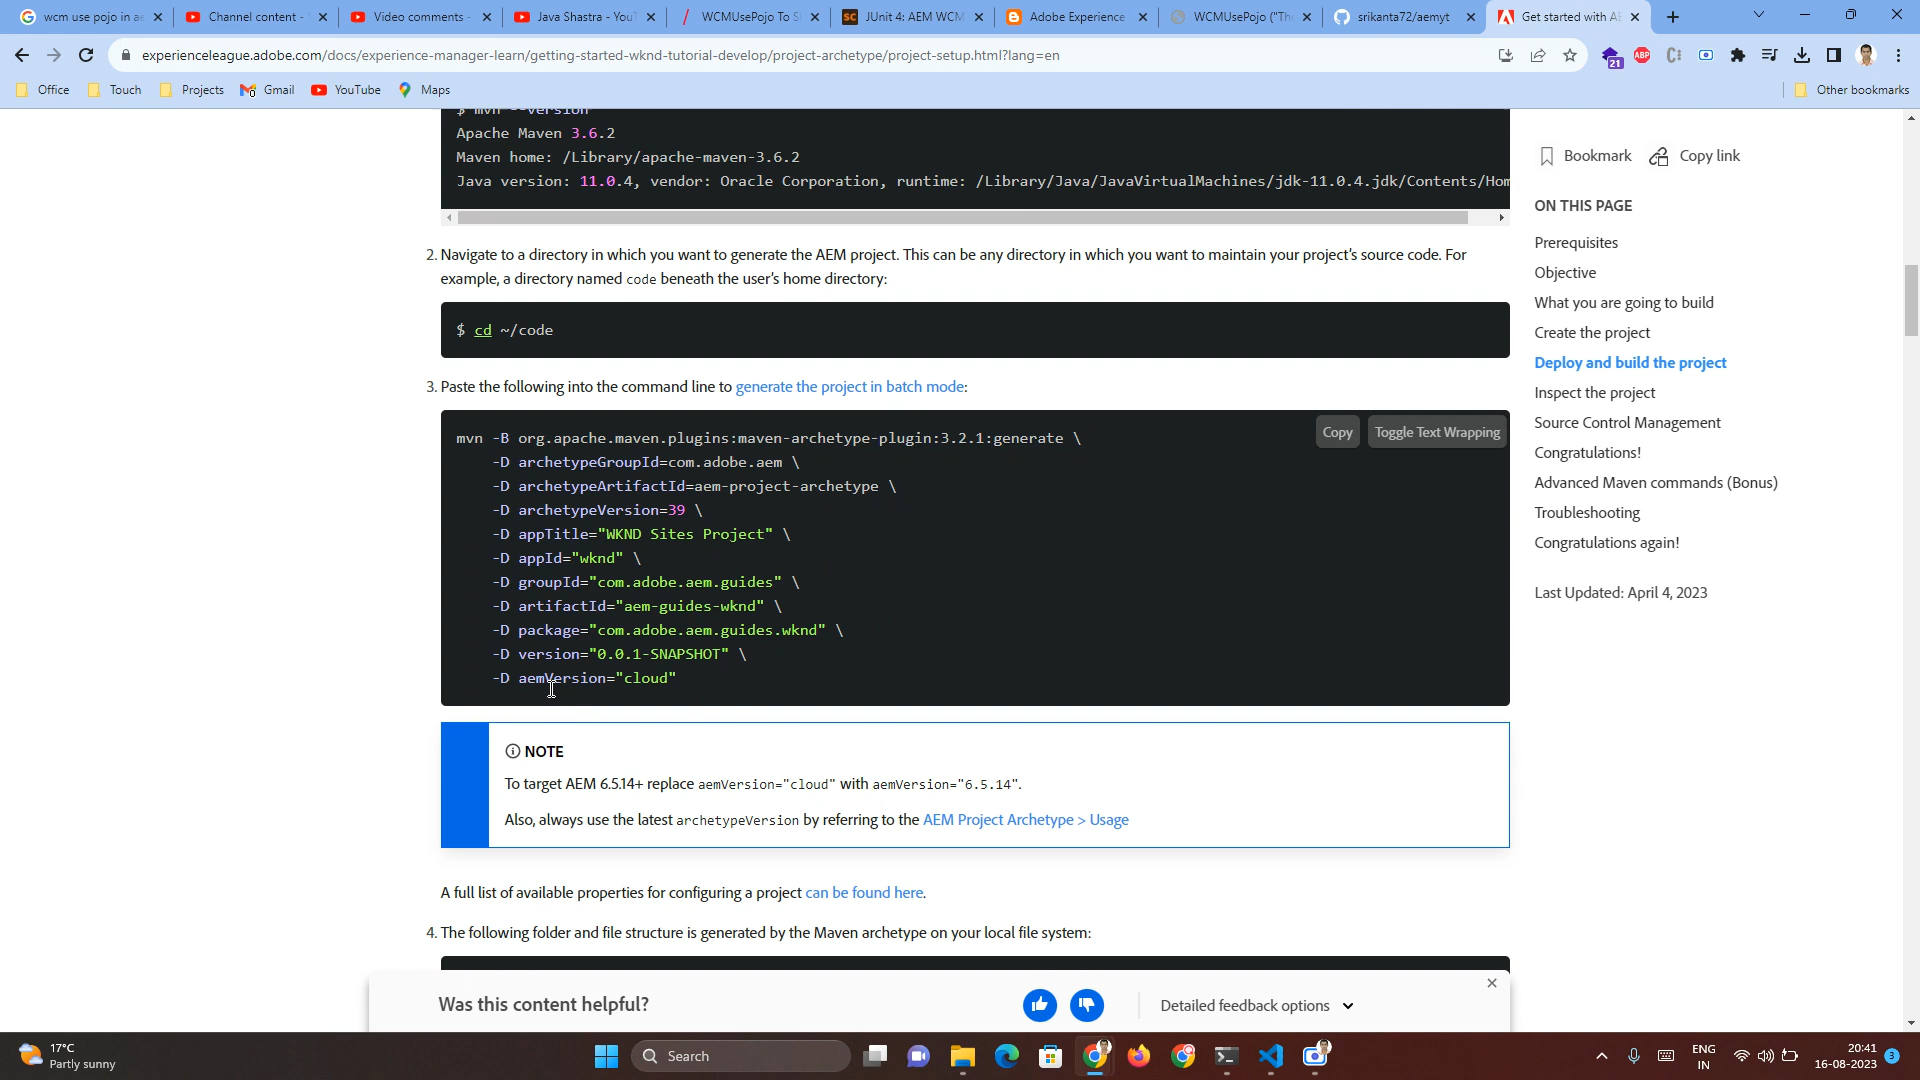 wcm use pojo in ae
Channel content -
Video comments -
Java Shastra - You
WCMUsePojo To S
JUnit 4: AEM WCM
Adobe Experience
WCMUsePojo ("Th
srikanta72/aemyt
Get started with AE
experienceleague.adobe.com/docs/experience-manager-learn/getting-started-wknd-tutorial-develop/project-archetype/project-setup.html?lang=en
21
ABP
Office
Touch
Projects
Gmail
YouTube
Maps
Other bookmarks
$ mvn --version
Apache Maven 3.6.2
Maven home: /Library/apache-maven-3.6.2
Java version: 11.0.4, vendor: Oracle Corporation, runtime: /Library/Java/JavaVirtualMachines/jdk-11.0.4.jdk/Contents/Hom
2. Navigate to a directory in which you want to generate the AEM project. This can be any directory in which you want to maintain your project's source code. For
example, a directory named code beneath the user's home directory:
$ cd ~/code
3. Paste the following into the command line to generate the project in batch mode:
Copy
Toggle Text Wrapping
mvn -B org.apache.maven.plugins:maven-archetype-plugin:3.2.1:generate \
-D archetypeGroupId=com.adobe.aem \
-D archetypeArtifactId=aem-project-archetype \
-D archetypeVersion=39 \
-D appTitle="WKND Sites Project" \
-D appId="wknd" \
-D groupId="com.adobe.aem.guides" \
-D artifactId="aem-guides-wknd" \
-D package="com.adobe.aem.guides.wknd" \
-D version="0.0.1-SNAPSHOT" \
-D aemVersion="cloud"
NOTE
To target AEM 6.5.14+ replace aemVersion="cloud" with aemVersion="6.5.14".
Also, always use the latest archetypeVersion by referring to the AEM Project Archetype > Usage
A full list of available properties for configuring a project can be found here.
4. The following folder and file structure is generated by the Maven archetype on your local file system:
Was this content helpful?
Detailed feedback options
Bookmark
Copy link
ON THIS PAGE
Prerequisites
Objective
What you are going to build
Create the project
Deploy and build the project
Inspect the project
Source Control Management
Congratulations!
Advanced Maven commands (Bonus)
Troubleshooting
Congratulations again!
Last Updated: April 4, 2023
17°C
Partly sunny
Search
ENG
IN
20:41
16-08-2023
3